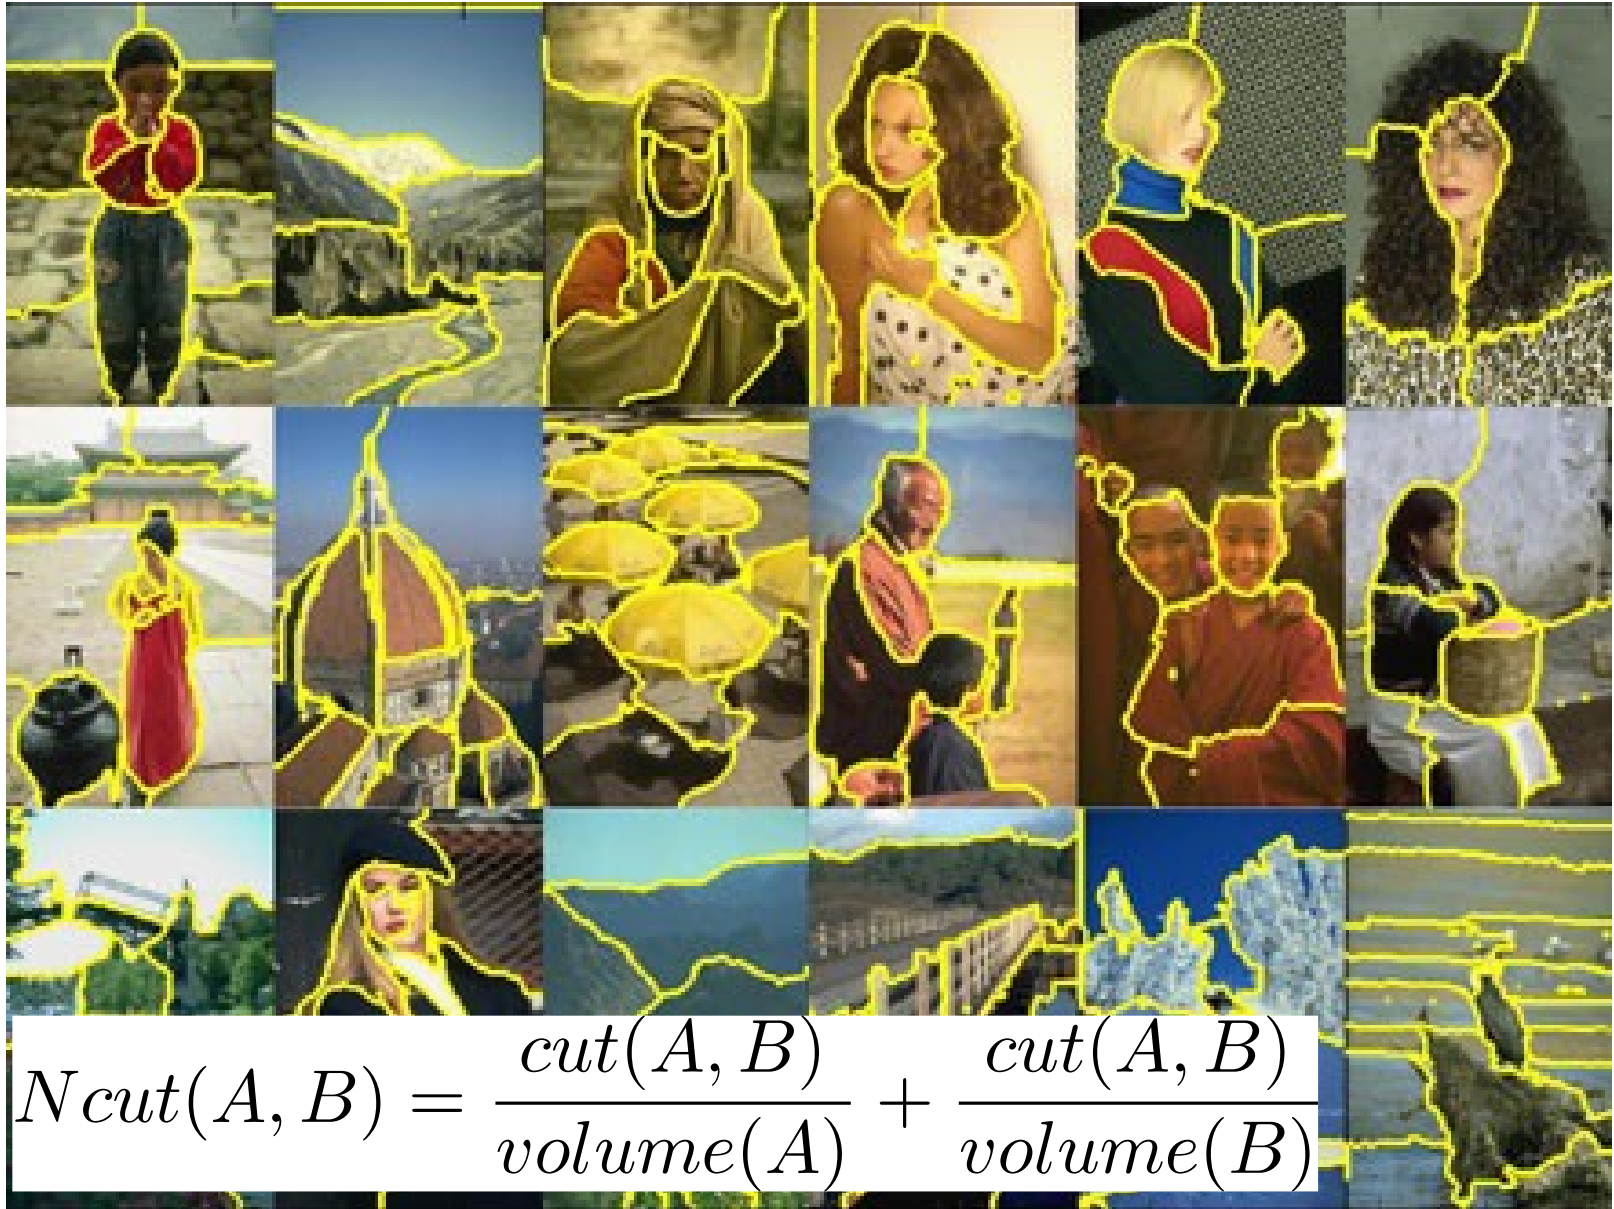 Ncut(A, B) = cut(A, B) / volume(A) + cut(A, B) / volume(B)